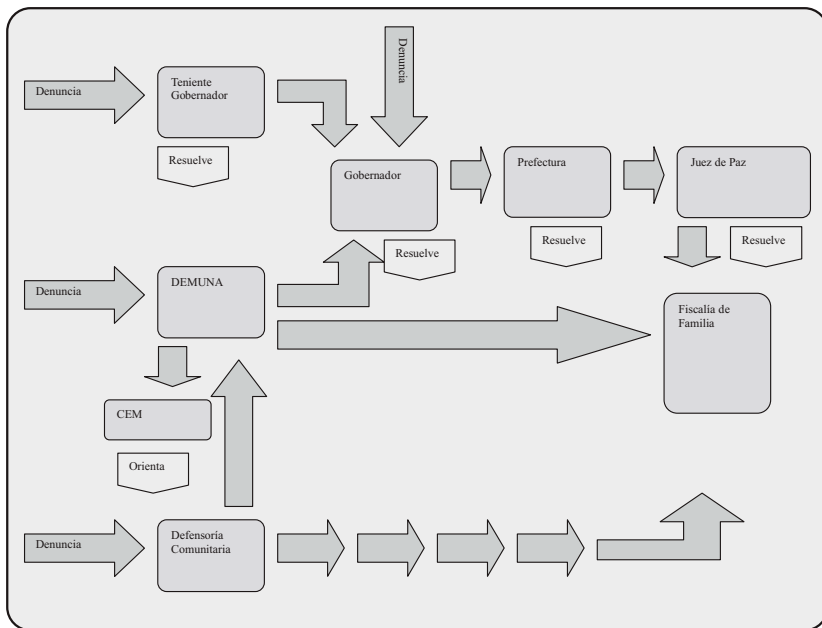 Denuncia
Denuncia
Teniente
Gobernador
Resuelve
Gobernador
Resuelve
Prefectura
Resuelve
Juez de Paz
Resuelve
Denuncia
DEMUNA
Fiscalía de
Familia
CEM
Orienta
Denuncia
Defensoría
Comunitaria